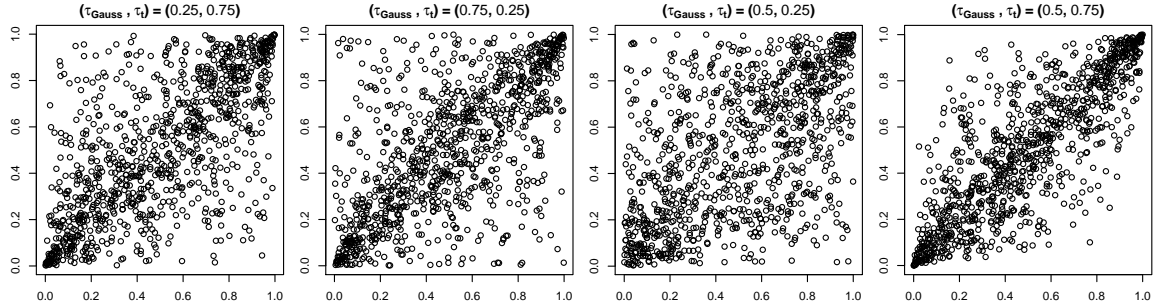 (τGauss , τt) = (0.25, 0.75)
(τGauss , τt) = (0.75, 0.25)
(τGauss , τt) = (0.5, 0.25)
(τGauss , τt) = (0.5, 0.75)
1.0 1.0 1.0 1.0
0.8 0.8 0.8 0.8
0.6 0.6 0.6 0.6
0.4 0.4 0.4 0.4
0.2 0.2 0.2 0.2
0.0 0.0 0.0 0.0
0.0 0.2 0.4 0.6 0.8 1.0
0.0 0.2 0.4 0.6 0.8 1.0
0.0 0.2 0.4 0.6 0.8 1.0
0.0 0.2 0.4 0.6 0.8 1.0